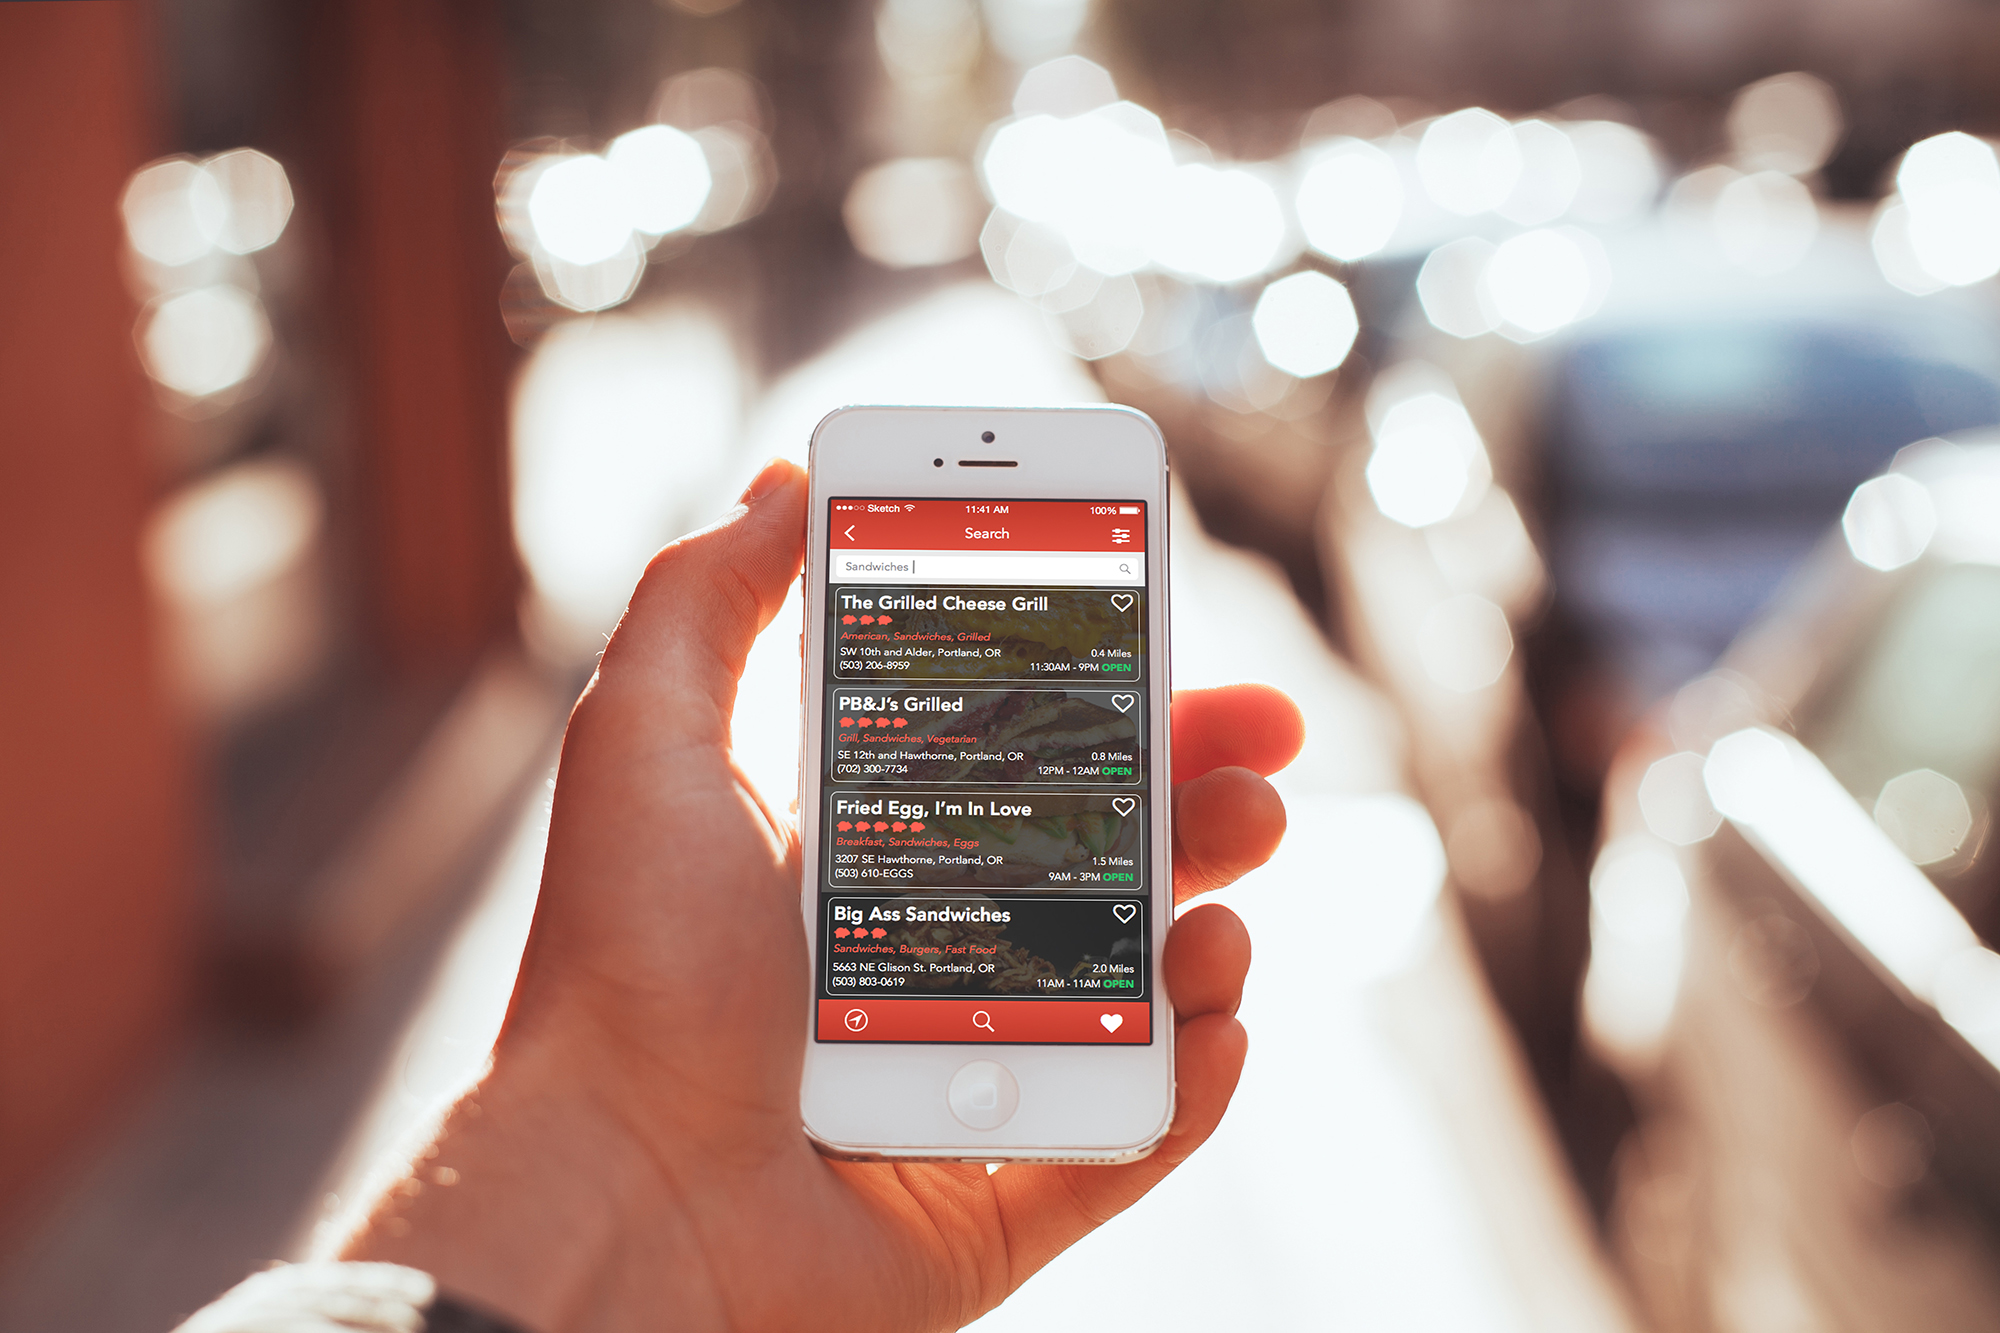 Sketch 11:41 AM 100%
Search
Sandwiches
The Grilled Cheese Grill
American, Sandwiches, Grilled
SW 10th and Alder, Portland, OR 0.4 Miles
(503) 206-8959 11:30AM - 9PM OPEN
PB&J's Grilled
Grill, Sandwiches, Vegetarian
SE 12th and Hawthorne, Portland, OR 0.8 Miles
(702) 300-7734 12PM - 12AM OPEN
Fried Egg, I'm In Love
Breakfast, Sandwiches, Eggs
3207 SE Hawthorne, Portland, OR 1.5 Miles
(503) 610-EGGS 9AM - 3PM OPEN
Big Ass Sandwiches
Sandwiches, Burgers, Fast Food
5663 NE Glison St. Portland, OR 2.0 Miles
(503) 803-0619 11AM - 11AM OPEN